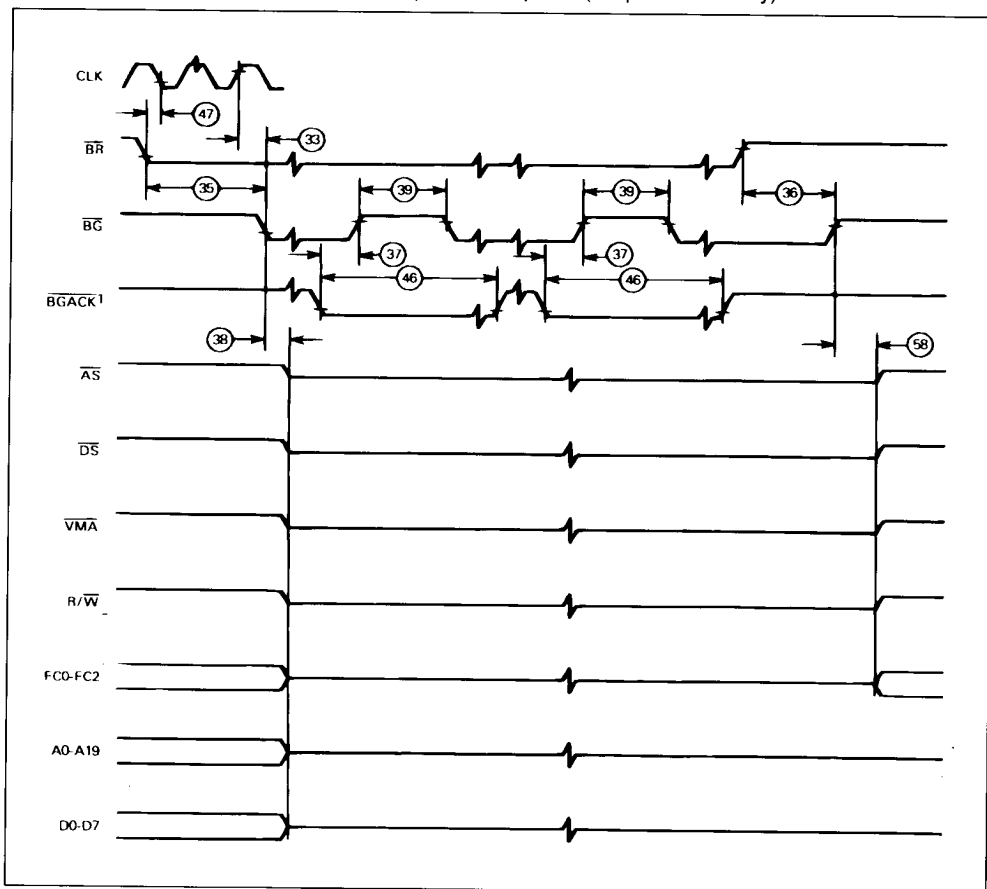 CLK
47
33
BR
35
39
39
36
BG
37
37
46
46
BGACK1
38
58
AS
DS
VMA
R/W
FC0-FC2
A0-A19
D0-D7